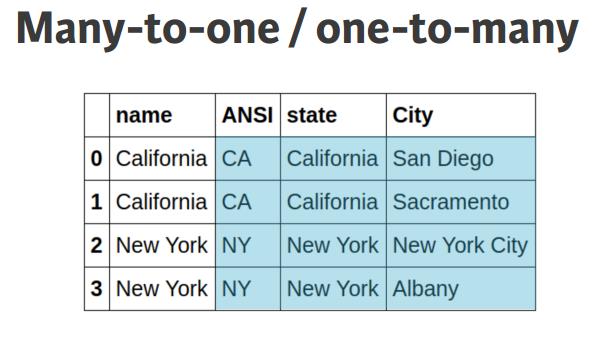 Many-to-one / one-to-many
name ANSI state City
0 California CA California San Diego
1 California CA California Sacramento
2 New York NY New York New York City
3 New York NY New York Albany